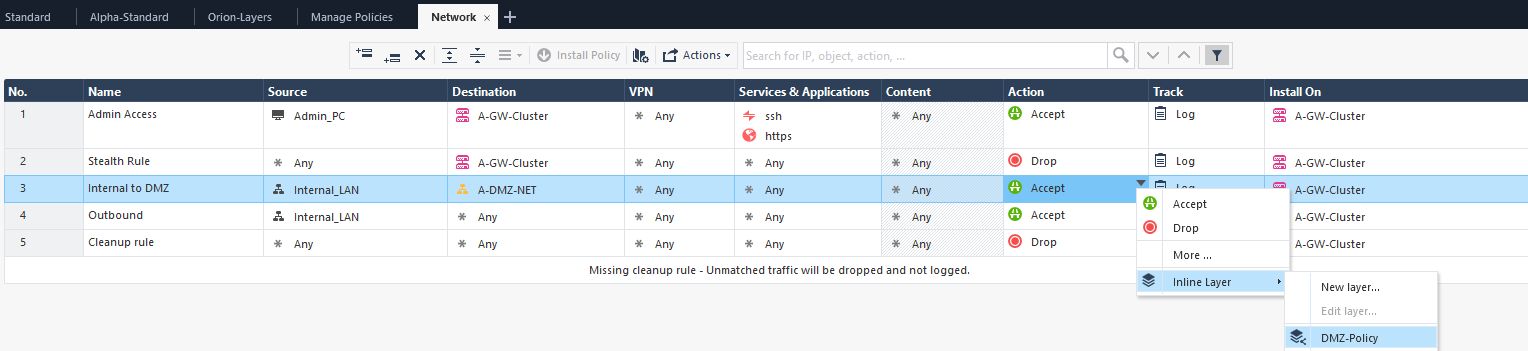 Standard Alpha-Standard Orion-Layers Manage Policies Network × +
Install Policy Actions Search for IP, object, action, ...
No. Name Source Destination VPN Services & Applications Content Action Track Install On
1 Admin Access Admin_PC A-GW-Cluster * Any ssh * Any Accept Log A-GW-Cluster
https
2 Stealth Rule * Any A-GW-Cluster * Any * Any * Any Drop Log A-GW-Cluster
3 Internal to DMZ Internal_LAN A-DMZ-NET * Any * Any * Any Accept Log A-GW-Cluster
Accept
4 Outbound Internal_LAN * Any * Any * Any * Any Accept A-GW-Cluster
Drop
5 Cleanup rule * Any * Any * Any * Any * Any Drop A-GW-Cluster
More ...
Missing cleanup rule - Unmatched traffic will be dropped and not logged.
Inline Layer
New layer...
Edit layer...
DMZ-Policy